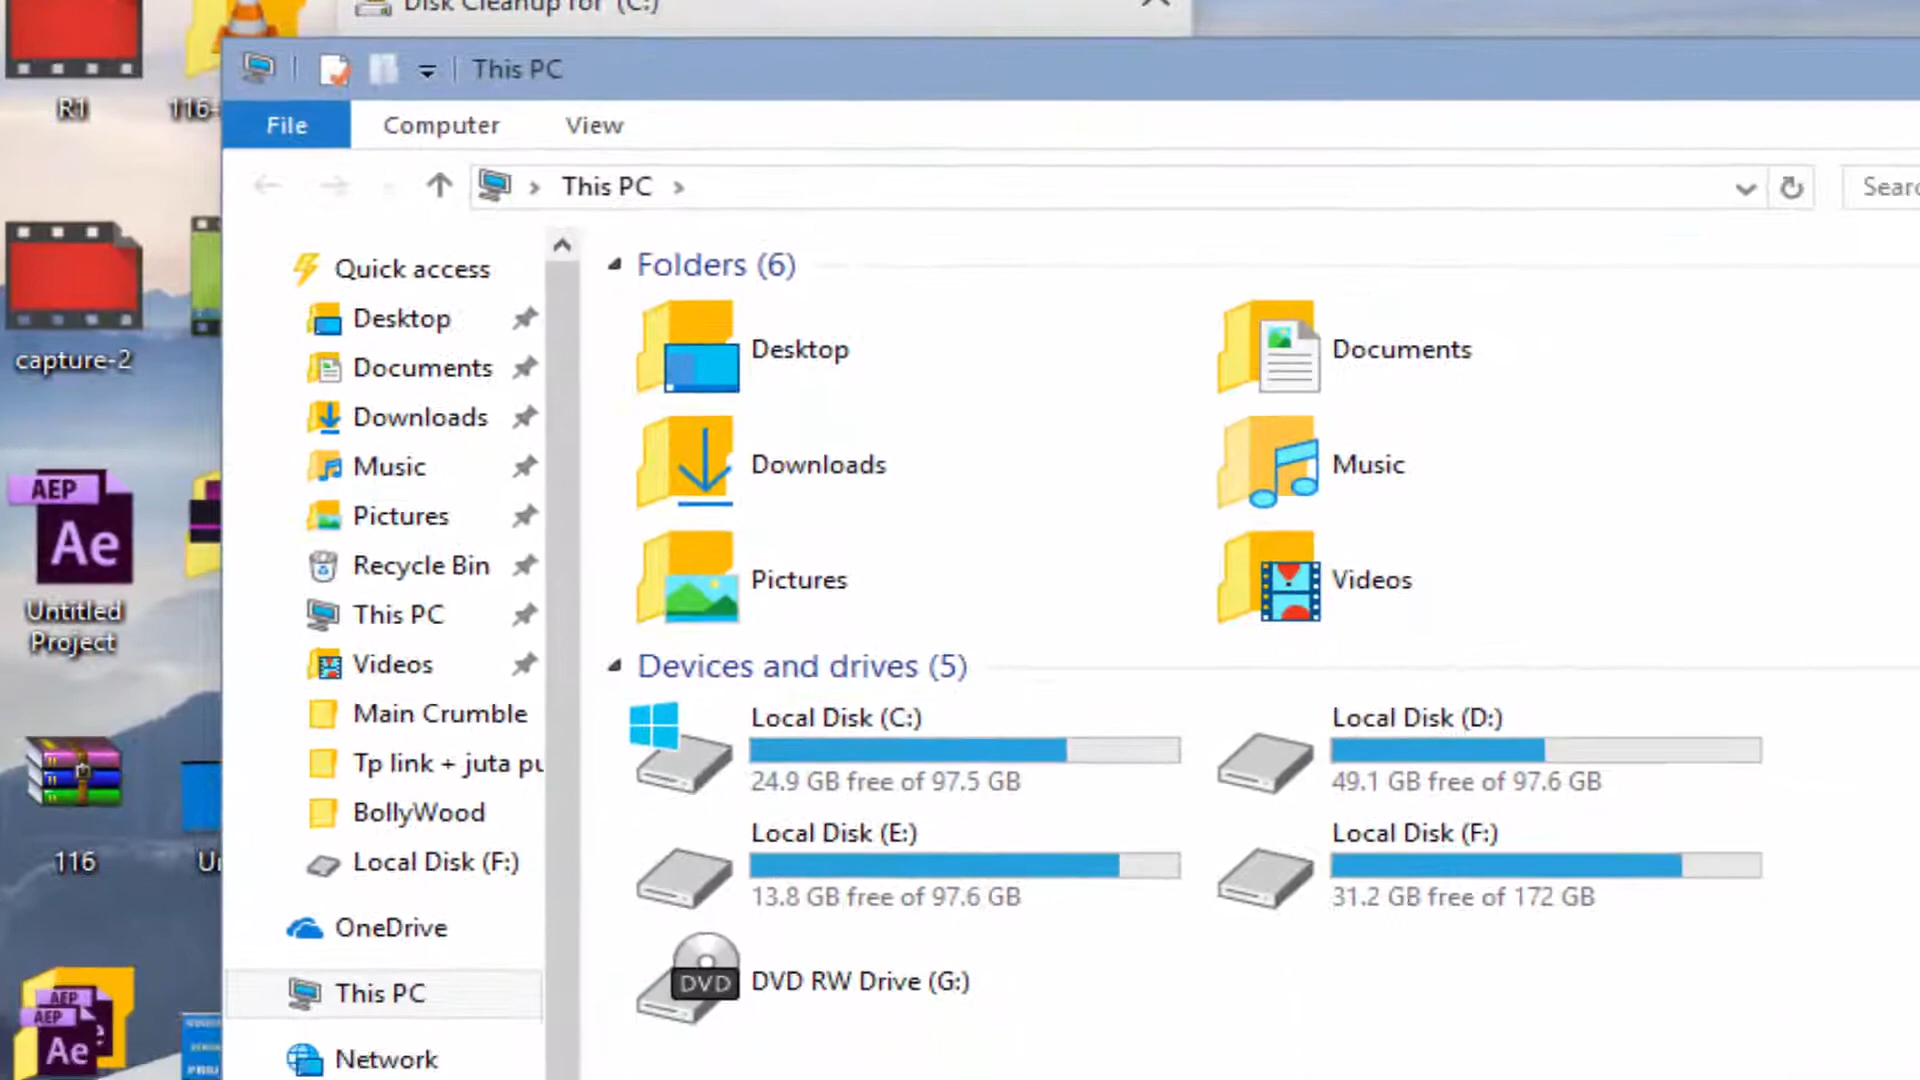 Disk Cleanup for (C:)
This PC
File
Computer
View
This PC
Quick access
Desktop
Documents
Downloads
Music
Pictures
Recycle Bin
This PC
Videos
Main Crumble
Tp link + juta pu
BollyWood
Local Disk (F:)
OneDrive
This PC
Network
Folders (6)
Desktop
Documents
Downloads
Music
Pictures
Videos
Devices and drives (5)
Local Disk (C:)
24.9 GB free of 97.5 GB
Local Disk (D:)
49.1 GB free of 97.6 GB
Local Disk (E:)
13.8 GB free of 97.6 GB
Local Disk (F:)
31.2 GB free of 172 GB
DVD
DVD RW Drive (G:)
R1
116-
capture-2
AEP
Ae
Untitled
Project
116
AEP
AEP
Ae